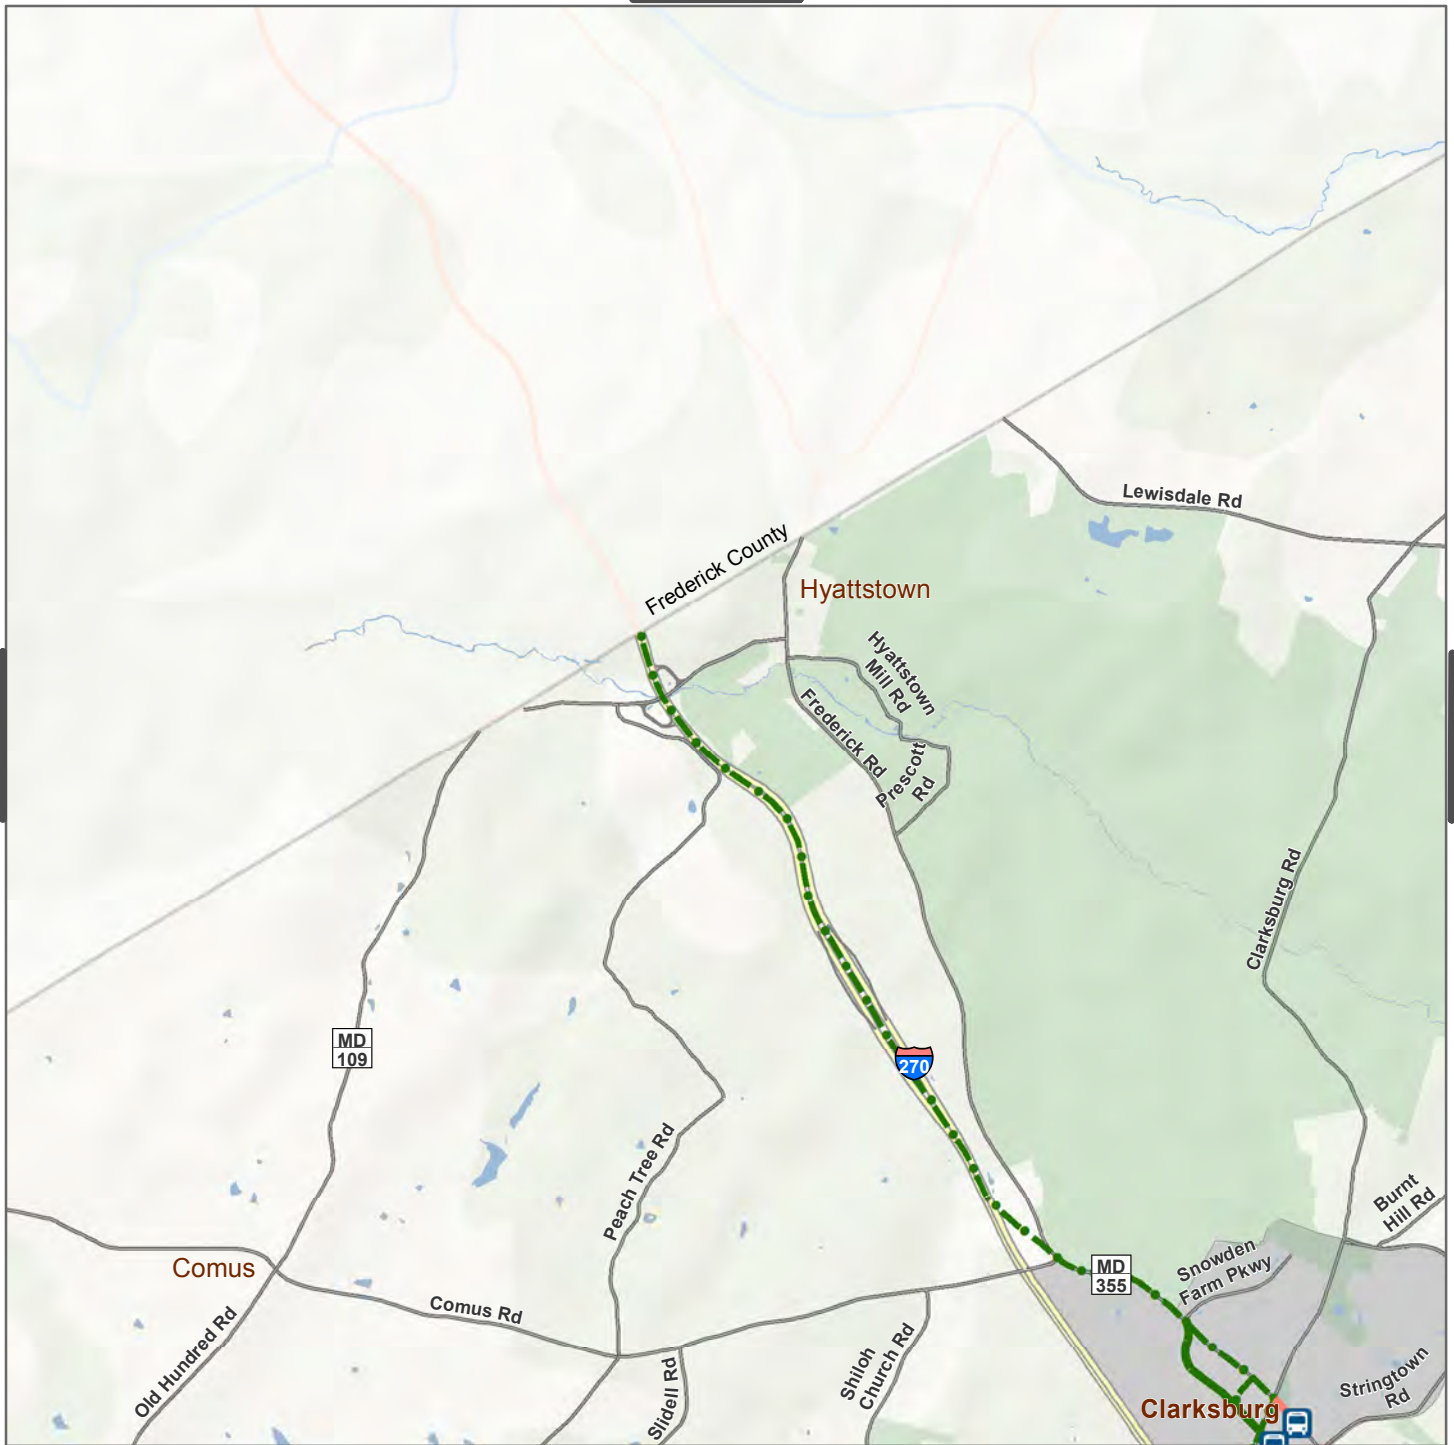 Lewisdale Rd
Frederick County
Hyattstown
Hyattstown
Mill Rd
Frederick Rd
Prescott
Rd
Clarksburg Rd
MD
109
270
Peach Tree Rd
Burnt
Hill Rd
Comus
MD
355
Snowden
Farm Pkwy
Comus Rd
Old Hundred Rd
Slidell Rd
Shiloh
Church Rd
Stringtown
Rd
Clarksburg